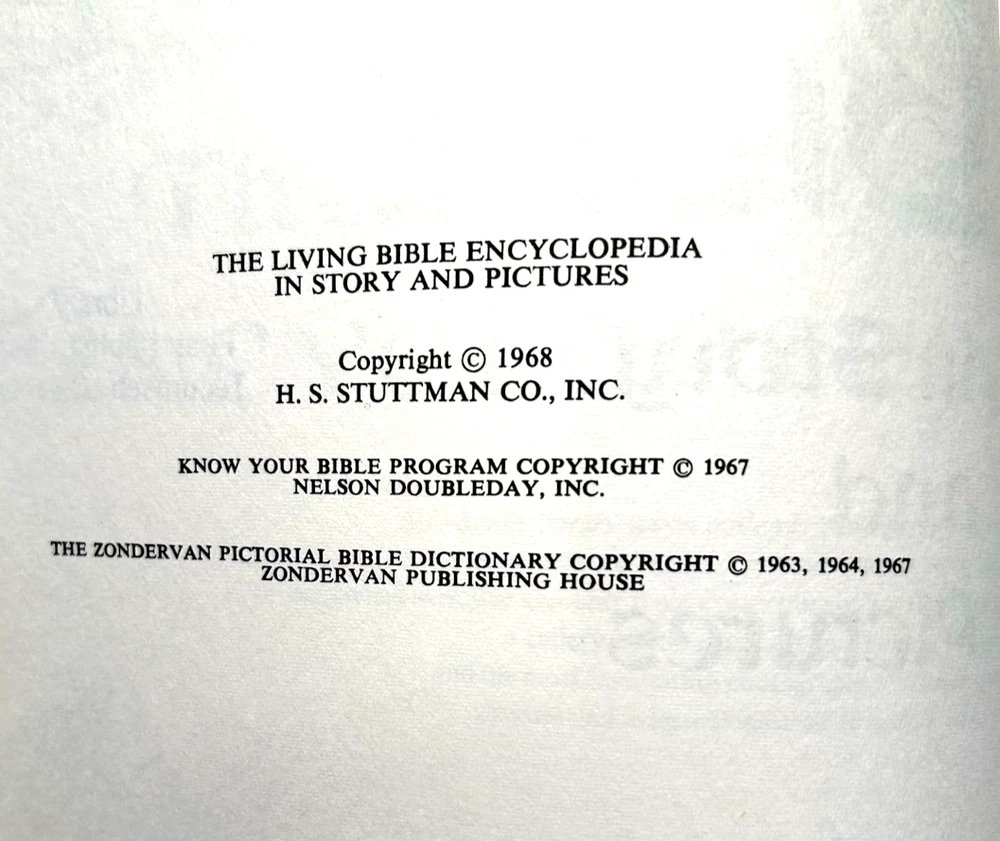 THE LIVING BIBLE ENCYCLOPEDIA
IN STORY AND PICTURES
Copyright © 1968
H. S. STUTTMAN CO., INC.
KNOW YOUR BIBLE PROGRAM COPYRIGHT © 1967
NELSON DOUBLEDAY, INC.
THE ZONDERVAN PICTORIAL BIBLE DICTIONARY COPYRIGHT © 1963, 1964, 1967
ZONDERVAN PUBLISHING HOUSE